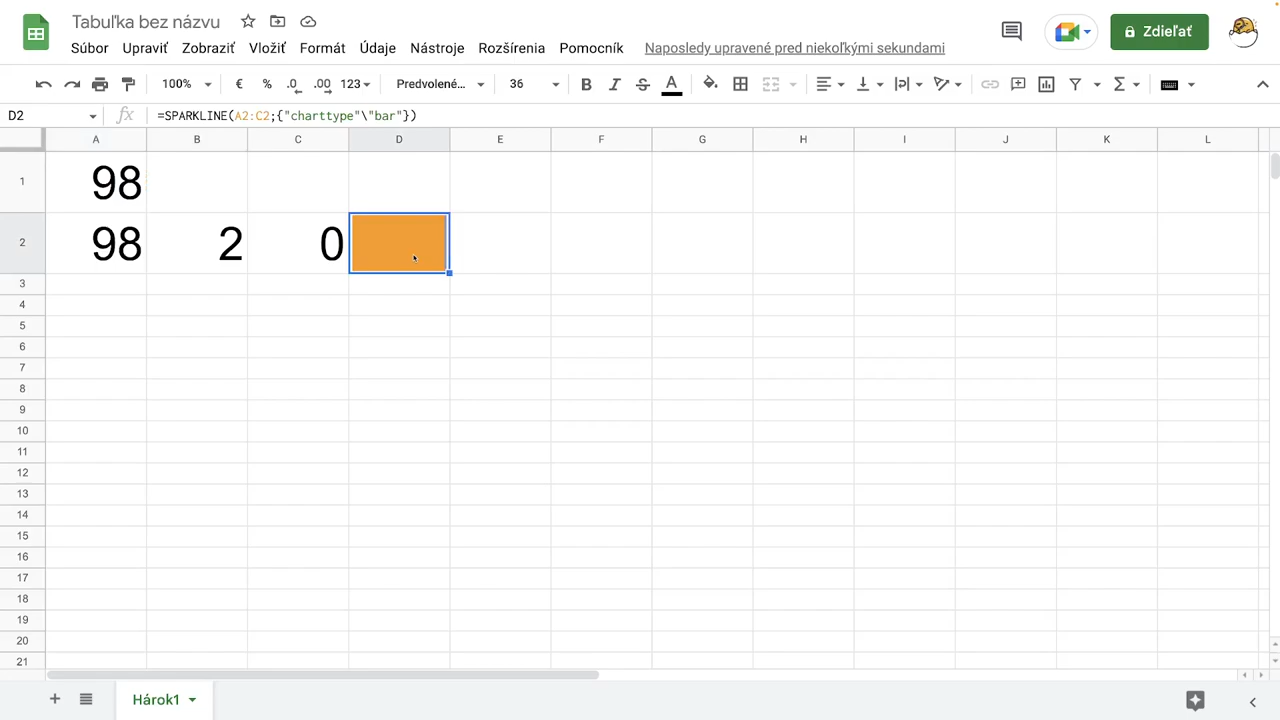 Tabuľka bez názvu
Súbor Upraviť Zobraziť Vložiť Formát Údaje Nástroje Rozšírenia Pomocník Naposledy upravené pred niekoľkými sekundami
Zdieľať
100% € % .0 .00 123 Predvolené... 36 B I S A
D2 fx =SPARKLINE(A2:C2;{"charttype"\"bar"})
A B C D E F G H I J K L
1 98
2 98 2 0
3
4
5
6
7
8
9
10
11
12
13
14
15
16
17
18
19
20
21
Hárok1